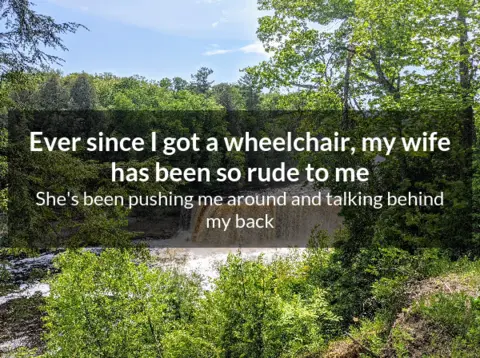 Ever since I got a wheelchair, my wife
has been so rude to me
She's been pushing me around and talking behind
my back